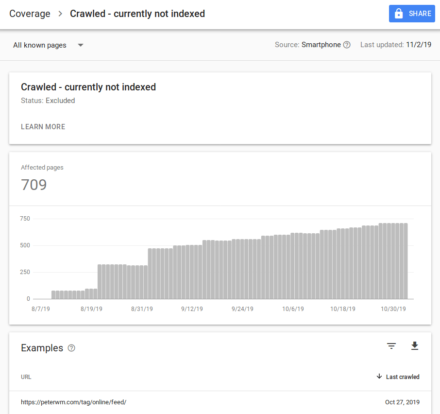 Coverage > Crawled - currently not indexed
SHARE
All known pages Source: Smartphone Last updated: 11/2/19
Crawled - currently not indexed
Status: Excluded
LEARN MORE
Affected pages
709
750
500
250
0
8/7/19 8/19/19 8/31/19 9/12/19 9/24/19 10/6/19 10/18/19 10/30/19
Examples
URL Last crawled
https://peterwm.com/tag/online/feed/ Oct 27, 2019